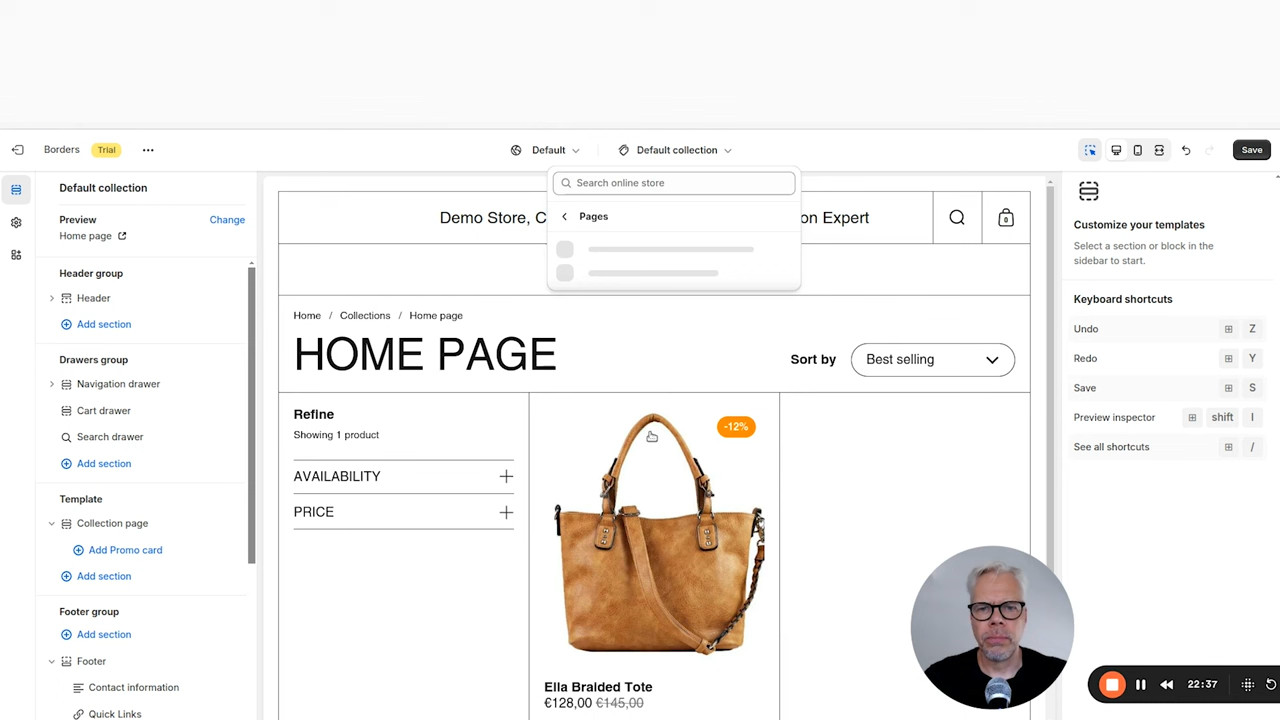 Borders
Trial
Default
Default collection
Save
Default collection
Preview
Change
Home page
Header group
Header
Add section
Drawers group
Navigation drawer
Cart drawer
Search drawer
Add section
Template
Collection page
Add Promo card
Add section
Footer group
Add section
Footer
Contact information
Quick Links
Search online store
Pages
Demo Store, C
on Expert
0
Home / Collections / Home page
HOME PAGE
Sort by
Best selling
Refine
Showing 1 product
AVAILABILITY
PRICE
-12%
Ella Braided Tote
€128,00 €145,00
Customize your templates
Select a section or block in the
sidebar to start.
Keyboard shortcuts
Undo Z
Redo Y
Save S
Preview inspector shift I
See all shortcuts /
22:37